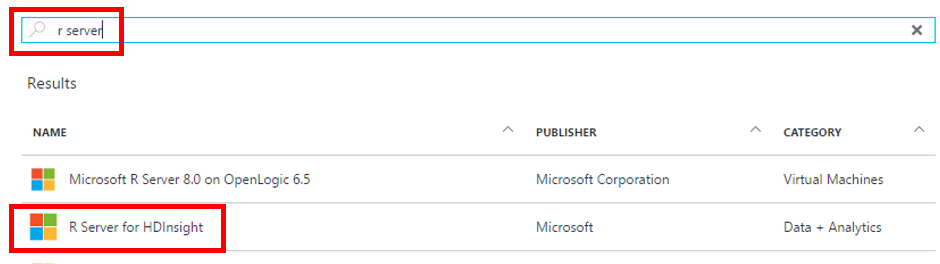 r server
Results
NAME PUBLISHER CATEGORY
Microsoft R Server 8.0 on OpenLogic 6.5 Microsoft Corporation Virtual Machines
R Server for HDInsight Microsoft Data + Analytics